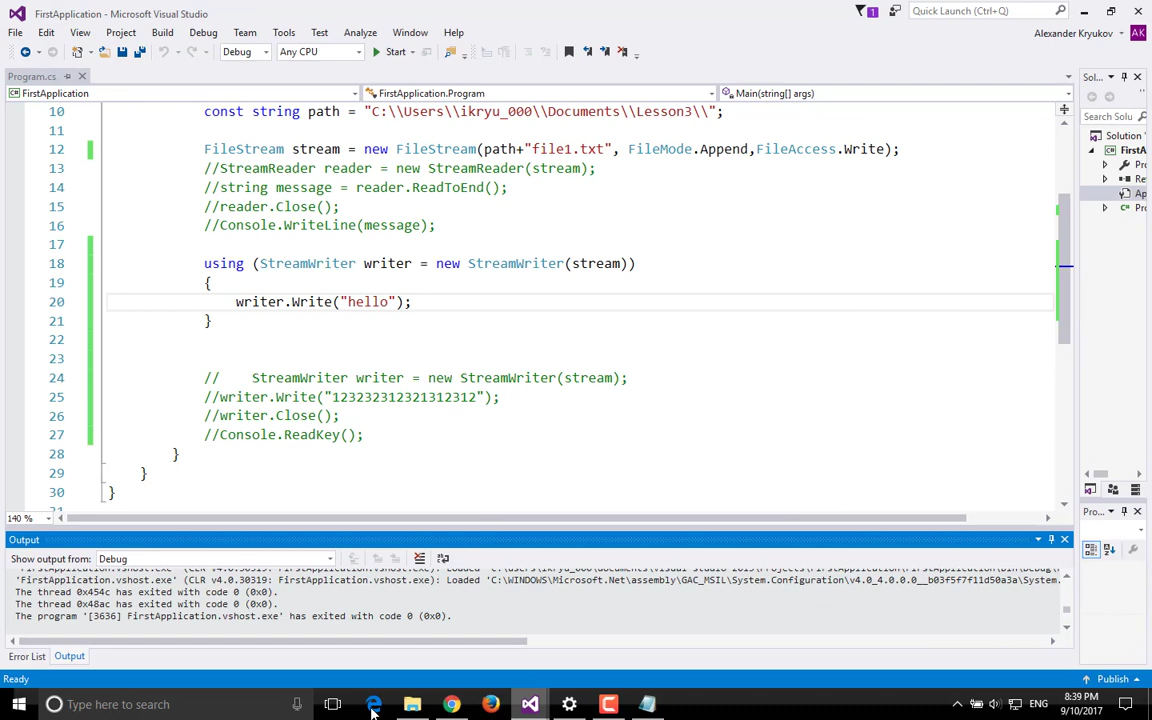 FirstApplication - Microsoft Visual Studio
1
Quick Launch (Ctrl+Q)
File Edit View Project Build Debug Team Tools Test Analyze Window Help
Alexander Kryukov
AK
Debug Any CPU Start
Program.cs
FirstApplication FirstApplication.Program Main(string[] args)
10 const string path = "C:\\Users\\ikryu_000\\Documents\\Lesson3\\";
11
12 FileStream stream = new FileStream(path+"file1.txt", FileMode.Append,FileAccess.Write);
13 //StreamReader reader = new StreamReader(stream);
14 //string message = reader.ReadToEnd();
15 //reader.Close();
16 //Console.WriteLine(message);
17
18 using (StreamWriter writer = new StreamWriter(stream))
19 {
20 writer.Write("hello");
21 }
22
23
24 // StreamWriter writer = new StreamWriter(stream);
25 //writer.Write("123232312321312312");
26 //writer.Close();
27 //Console.ReadKey();
28 }
29 }
30 }
140 %
Sol...
Search Solu
Solution '
FirstA
Pro
Ref
Ap
Pro
Pro...
Output
Show output from: Debug
'FirstApplication.vshost.exe' (CLR v4.0.30319: FirstApplication.vshost.exe): Loaded 'C:\WINDOWS\Microsoft.Net\assembly\GAC_MSIL\System.Configuration\v4.0_4.0.0.0__b03f5f7f11d50a3a\System.
The thread 0x454c has exited with code 0 (0x0).
The thread 0x48ac has exited with code 0 (0x0).
The program '[3636] FirstApplication.vshost.exe' has exited with code 0 (0x0).
Error List Output
Ready
Publish
Type here to search
ENG
8:39 PM
9/10/2017